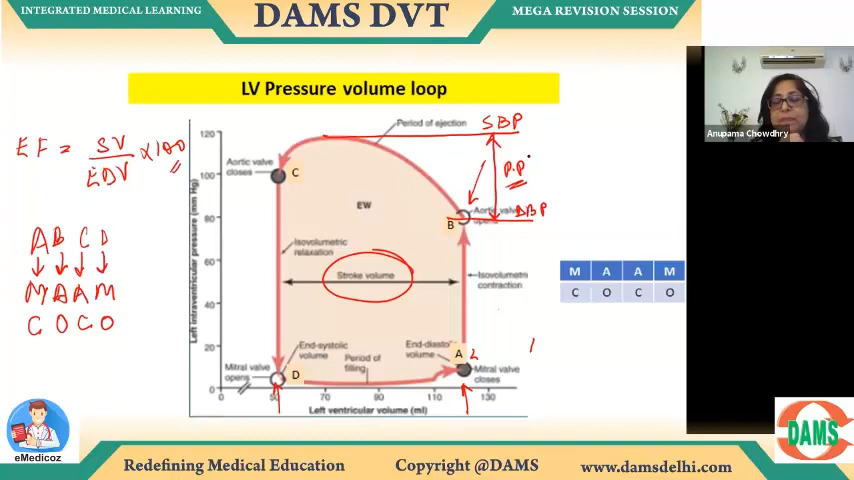 INTEGRATED MEDICAL LEARNING
DAMS DVT
MEGA REVISION SESSION
LV Pressure volume loop
EF = SV/EDV × 100
A B C D
M A A M
C O C O
Left intraventricular pressure (mm Hg)
120
100
80
60
40
20
0
Period of ejection
SBP
P.P
DBP
Aortic valve
closes
C
EW
Aortic valve
B
Isovolumetric
relaxation
Stroke volume
Isovolumetric
contraction
End-systolic
volume
End-diastolic
volume
A
Mitral valve
opens
D
Period of
filling
Mitral valve
closes
50
70
90
130
Left ventricular volume (ml)
M A A M
C O C O
Anupama Chowdhry
eMedicoz
DAMS
Redefining Medical Education
Copyright @DAMS
www.damsdelhi.com